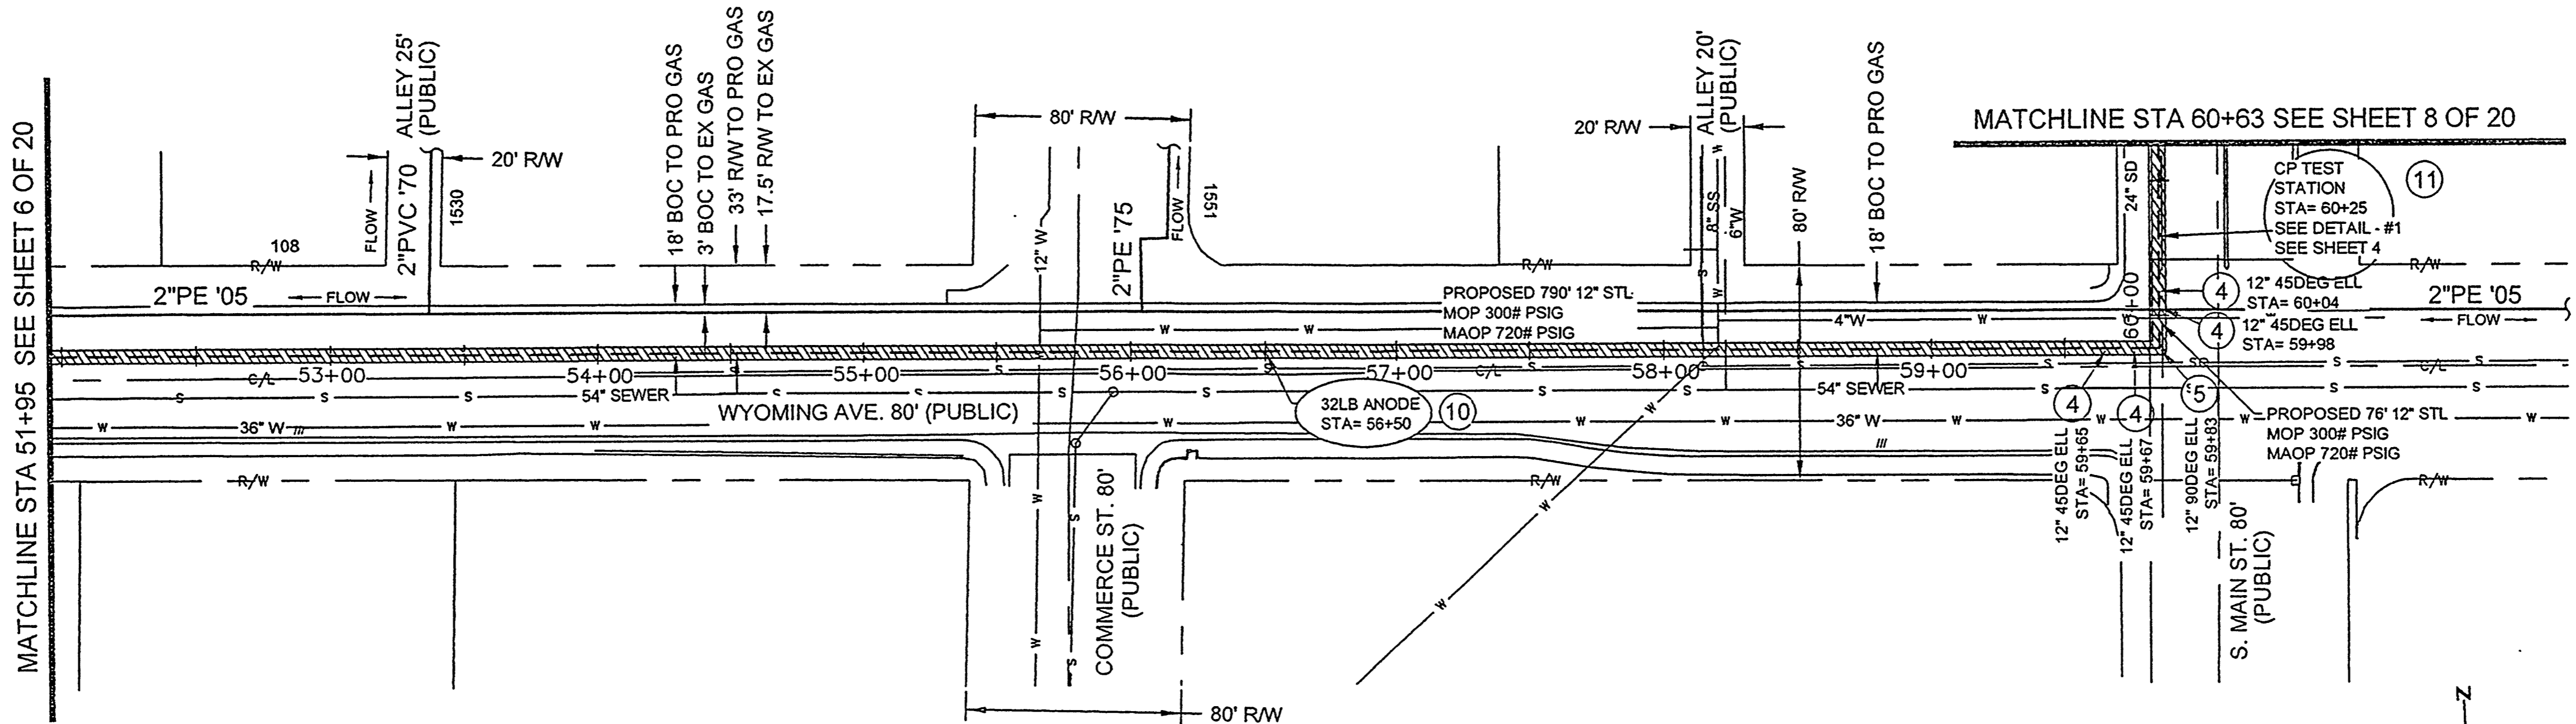 MATCHLINE STA 51+95 SEE SHEET 6 OF 20
ALLEY 25'
(PUBLIC)
2"PVC '70
FLOW
20' R/W
1530
108
R/W
2"PE '05
FLOW
18' BOC TO PRO GAS
3' BOC TO EX GAS
33' R/W TO PRO GAS
17.5' R/W TO EX GAS
80' R/W
12" W
2"PE '75
FLOW
1551
R/W
20' R/W
ALLEY 20'
(PUBLIC)
8" SS
6"W
80' R/W
18' BOC TO PRO GAS
R/W
MATCHLINE STA 60+63 SEE SHEET 8 OF 20
24" SD
CP TEST
STATION
STA= 60+25
SEE DETAIL - #1
SEE SHEET 4
11
R/W
PROPOSED 790' 12" STL
MOP 300# PSIG
MAOP 720# PSIG
4"W
60+00
4
12" 45DEG ELL
STA= 60+04
4
12" 45DEG ELL
STA= 59+98
2"PE '05
FLOW
C/L
53+00
54+00
55+00
56+00
57+00
C/L
58+00
59+00
C/L
54" SEWER
54" SEWER
WYOMING AVE. 80' (PUBLIC)
36" W
36" W
32LB ANODE
STA= 56+50
10
4
4
5
12" 45DEG ELL
STA= 59+65
12" 45DEG ELL
STA= 59+67
12" 90DEG ELL
STA= 59+83
PROPOSED 76' 12" STL
MOP 300# PSIG
MAOP 720# PSIG
R/W
R/W
R/W
COMMERCE ST. 80'
(PUBLIC)
S. MAIN ST. 80'
(PUBLIC)
80' R/W
N